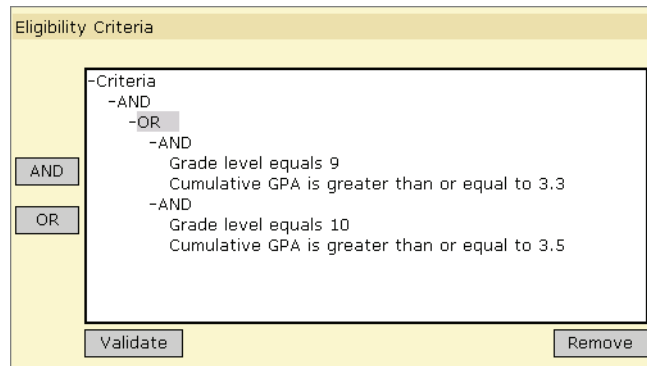 Eligibility Criteria
-Criteria
-AND
-OR
-AND
Grade level equals 9
Cumulative GPA is greater than or equal to 3.3
-AND
Grade level equals 10
Cumulative GPA is greater than or equal to 3.5
AND
OR
Validate
Remove